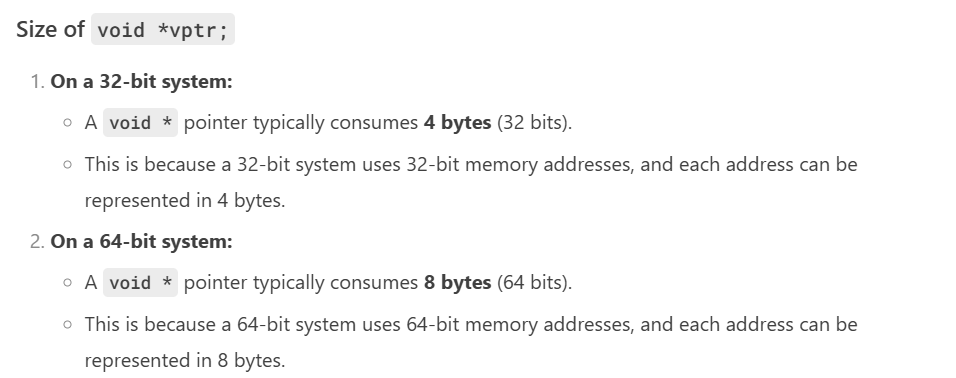 Size of void *vptr;
1. On a 32-bit system:
○ A void * pointer typically consumes 4 bytes (32 bits).
○ This is because a 32-bit system uses 32-bit memory addresses, and each address can be
represented in 4 bytes.
2. On a 64-bit system:
○ A void * pointer typically consumes 8 bytes (64 bits).
○ This is because a 64-bit system uses 64-bit memory addresses, and each address can be
represented in 8 bytes.